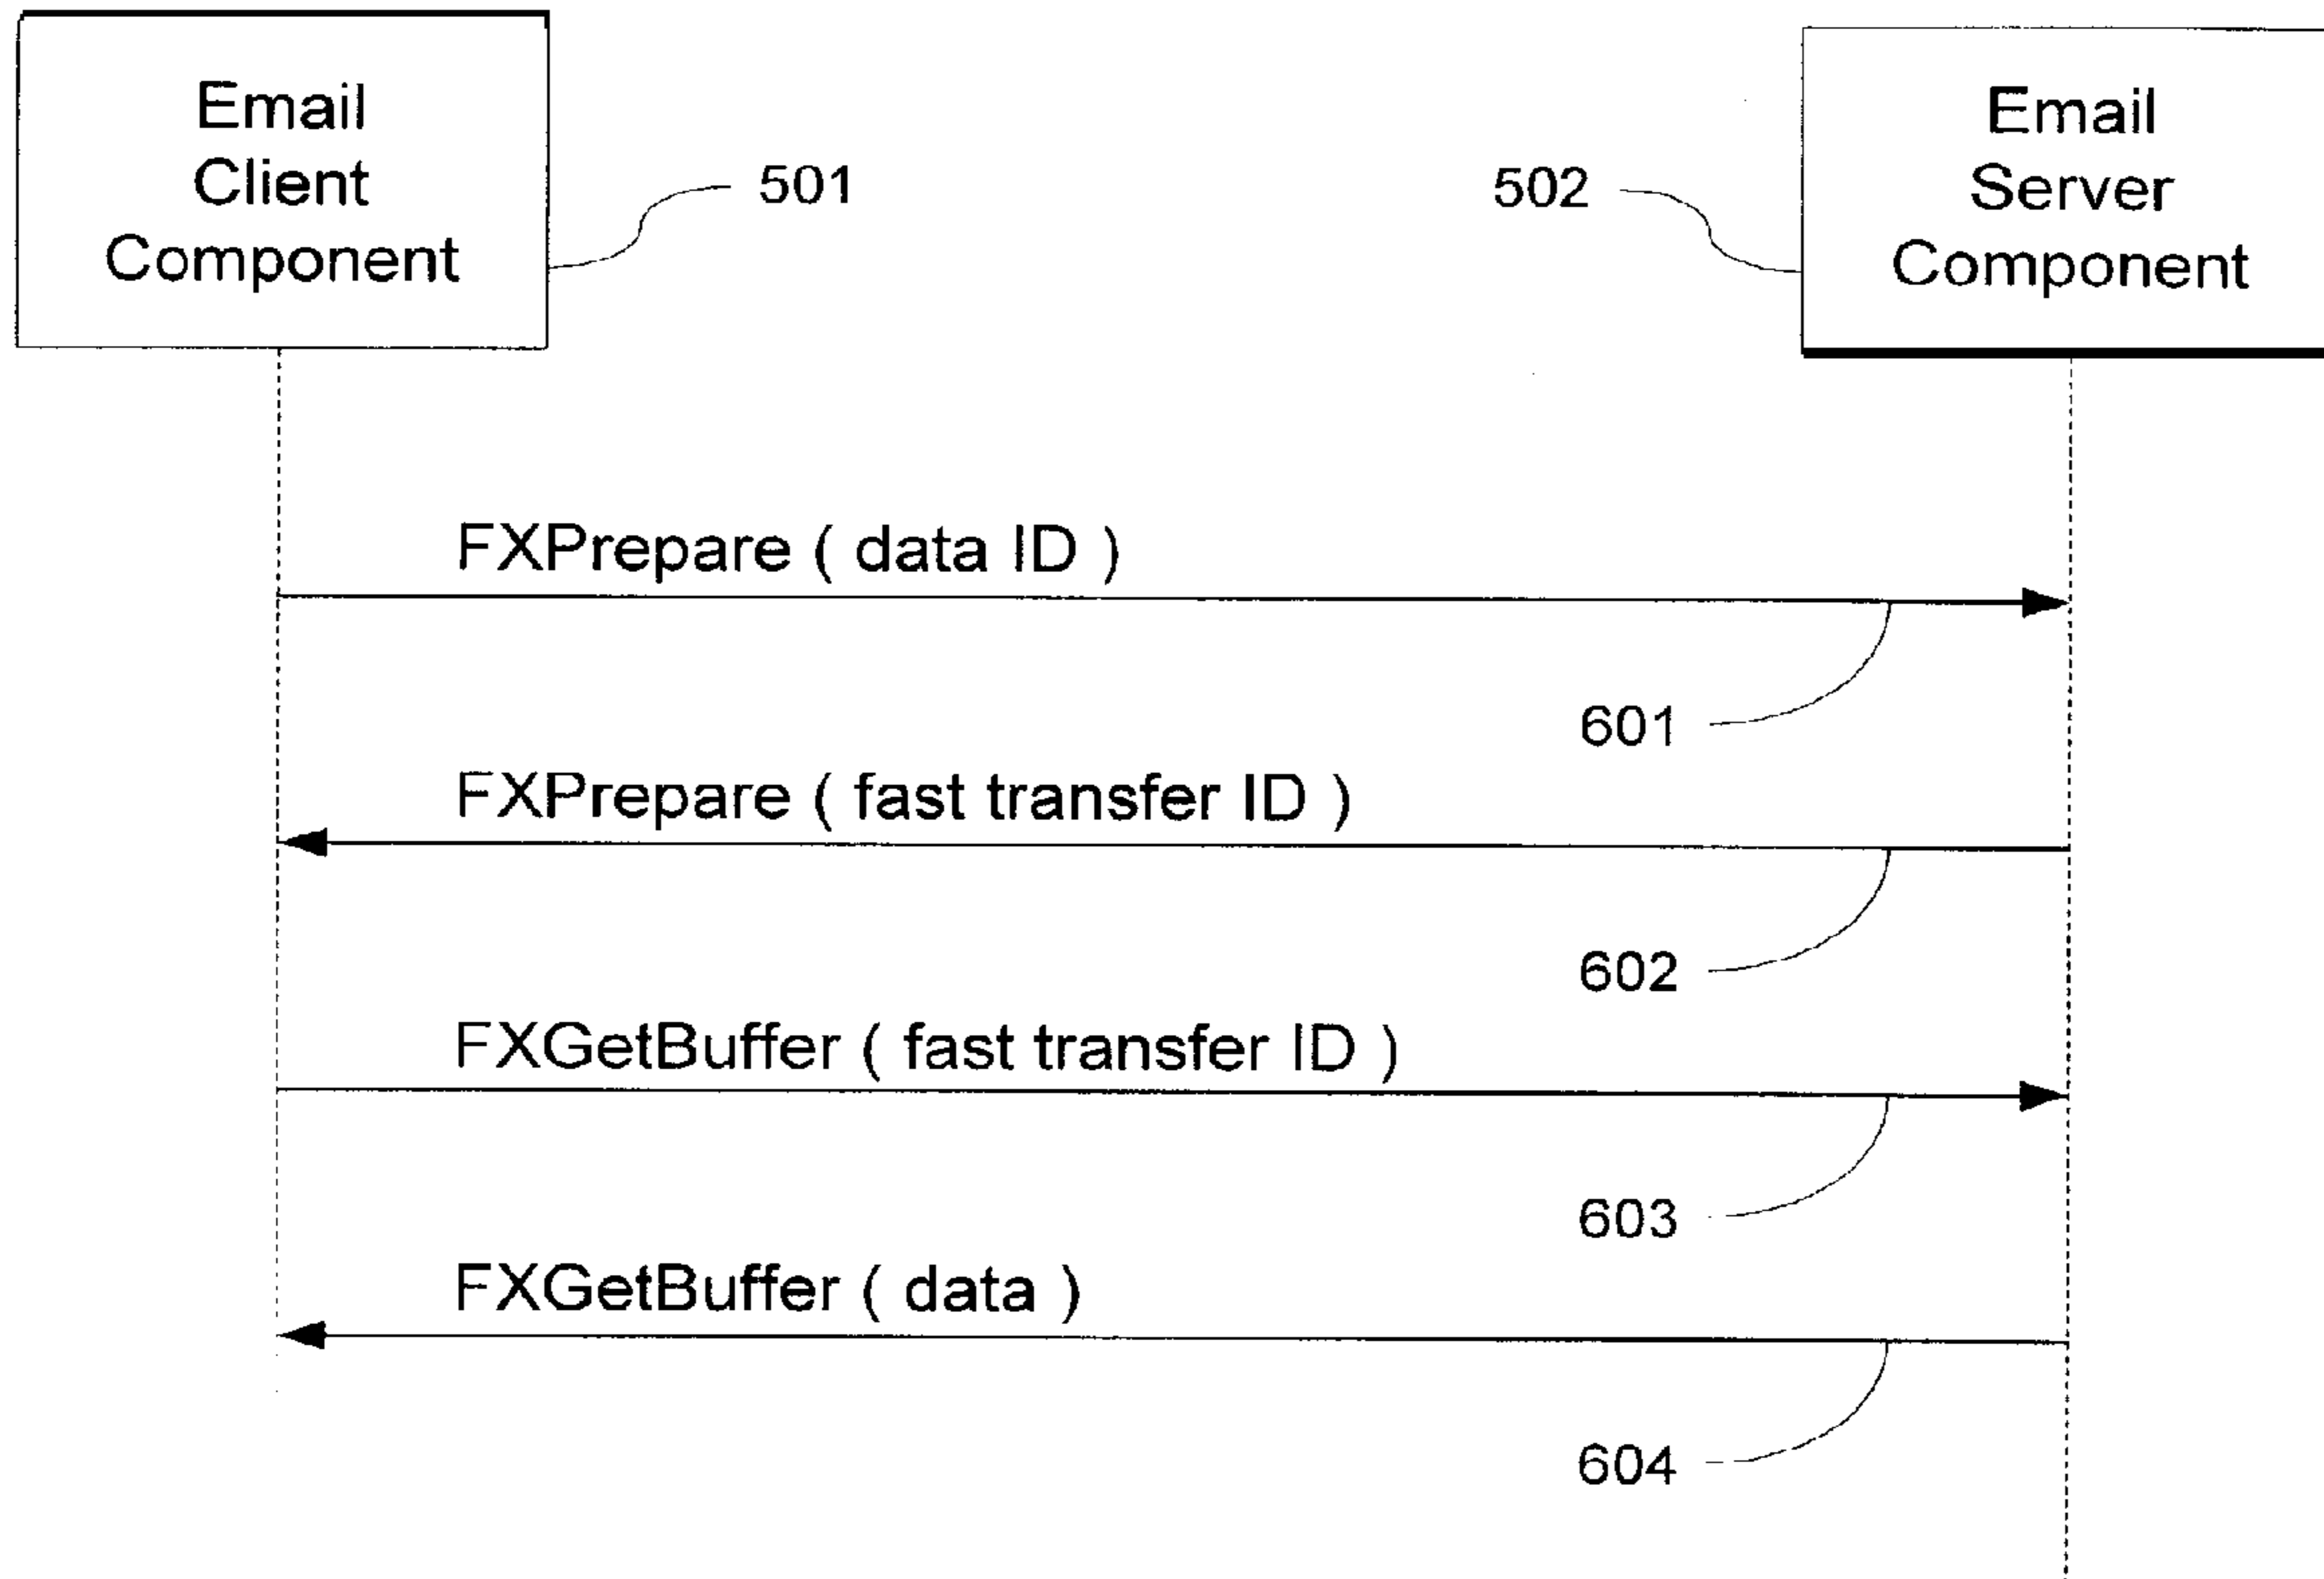 Email
Client
Component
501
502
Email
Server
Component
FXPrepare ( data ID )
601
FXPrepare ( fast transfer ID )
602
FXGetBuffer ( fast transfer ID )
603
FXGetBuffer ( data )
604